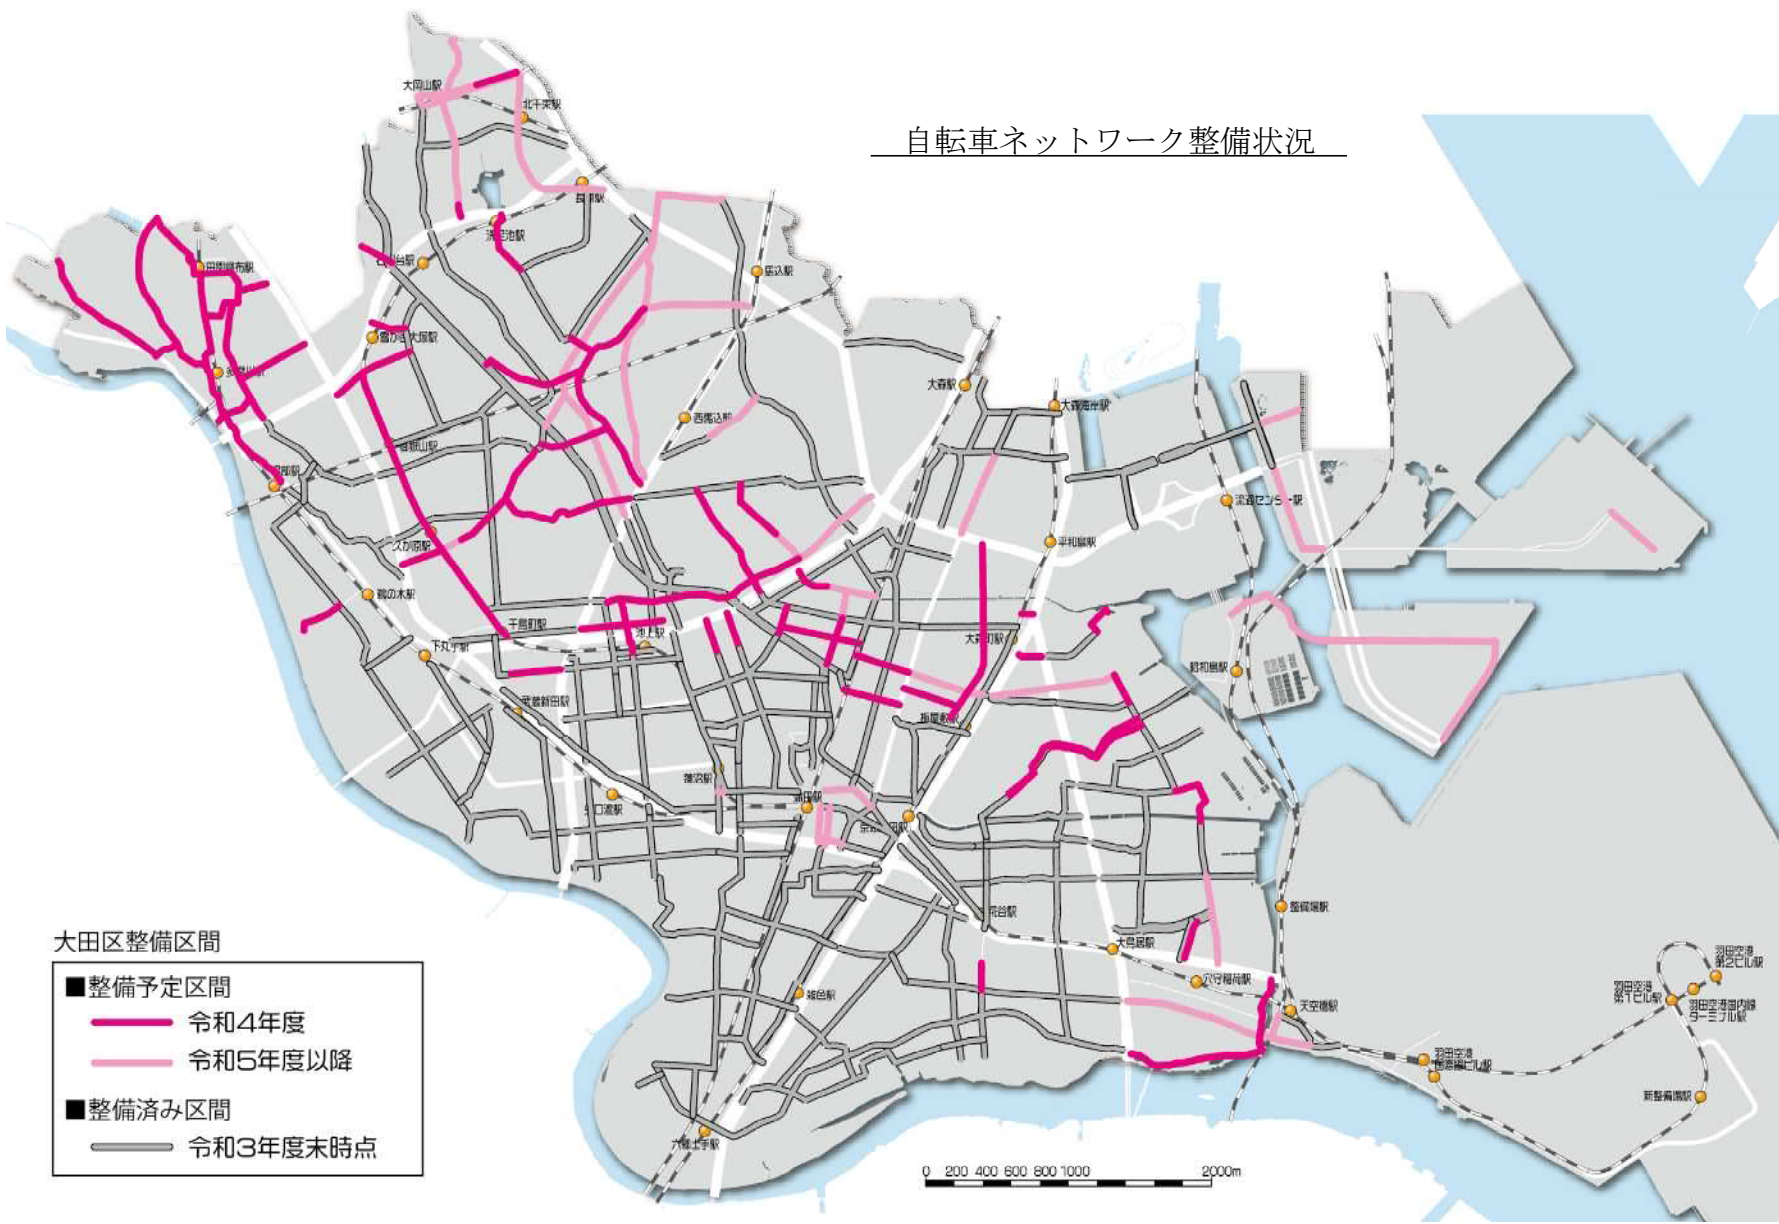 自転車ネットワーク整備状況
大岡山駅
北千束駅
長原駅
洗足池駅
石川台駅
田園調布駅
雪が谷大塚駅
多摩川駅
馬込駅
西馬込駅
大森駅
大森海岸駅
御嶽山駅
沼部駅
流通センター駅
平和島駅
久が原駅
鵜の木駅
千鳥町駅
池上駅
大森町駅
下丸子駅
昭和島駅
武蔵新田駅
梅屋敷駅
蓮沼駅
矢口渡駅
蒲田駅
京急蒲田駅
糀谷駅
整備場駅
大鳥居駅
穴守稲荷駅
天空橋駅
雑色駅
六郷土手駅
羽田空港
第2ビル駅
羽田空港
第1ビル駅
羽田空港国内線
ターミナル駅
羽田空港
国際線ビル駅
新整備場駅
大田区整備区間
■整備予定区間
令和4年度
令和5年度以降
■整備済み区間
令和3年度末時点
0 200 400 600 800 1000 2000m